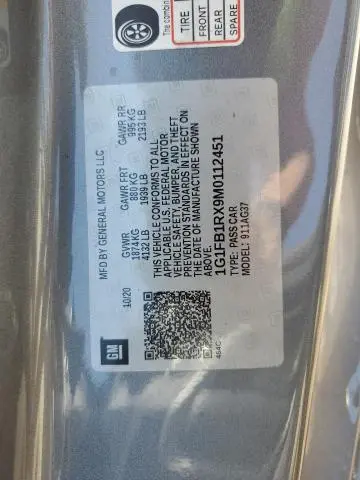 The combin
TIRE
FRONT
REAR
SPARE
MFD BY GENERAL MOTORS LLC
10/20
GVWR
GAWR FRT
GAWR RR
1874 KG
880 KG
995 KG
4132 LB
1939 LB
2193 LB
THIS VEHICLE CONFORMS TO ALL
APPLICABLE U.S. FEDERAL MOTOR
VEHICLE SAFETY, BUMPER, AND THEFT
PREVENTION STANDARDS IN EFFECT ON
THE DATE OF MANUFACTURE SHOWN
ABOVE.
1G1FB1RX9M0112451
TYPE: PASS CAR
MODEL: 911AG37
GM